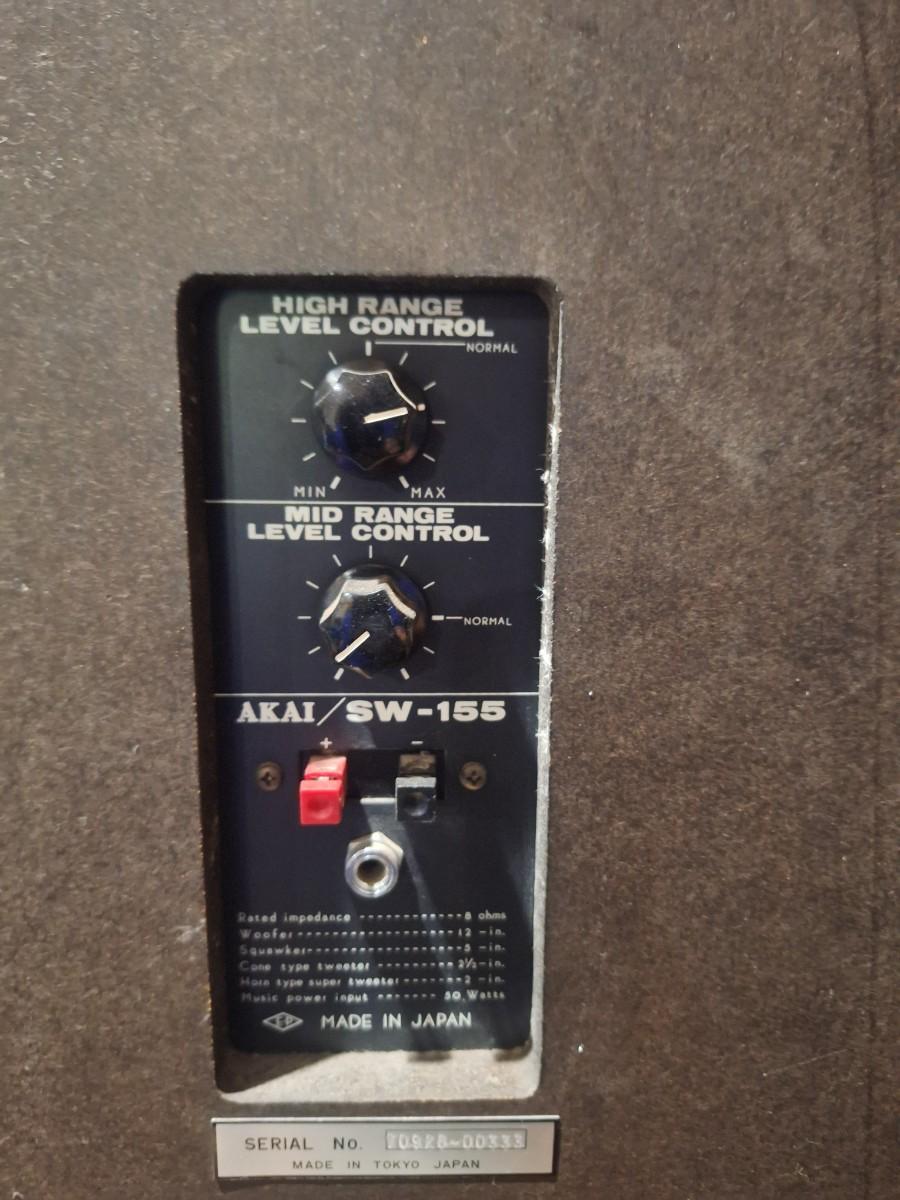 HIGH RANGE
LEVEL CONTROL
NORMAL
MIN MAX
MID RANGE
LEVEL CONTROL
NORMAL
AKAI/SW-155
+ −
Rated impedance ------------8 ohms
Woofer--------------------12 -in.
Squawker------------------5 -in.
Cone type tweeter ----------2½-in.
Horn type super tweeter------2 -in.
Music power input ------- 50 Watts
MADE IN JAPAN
SERIAL No. 70928-00333
MADE IN TOKYO JAPAN